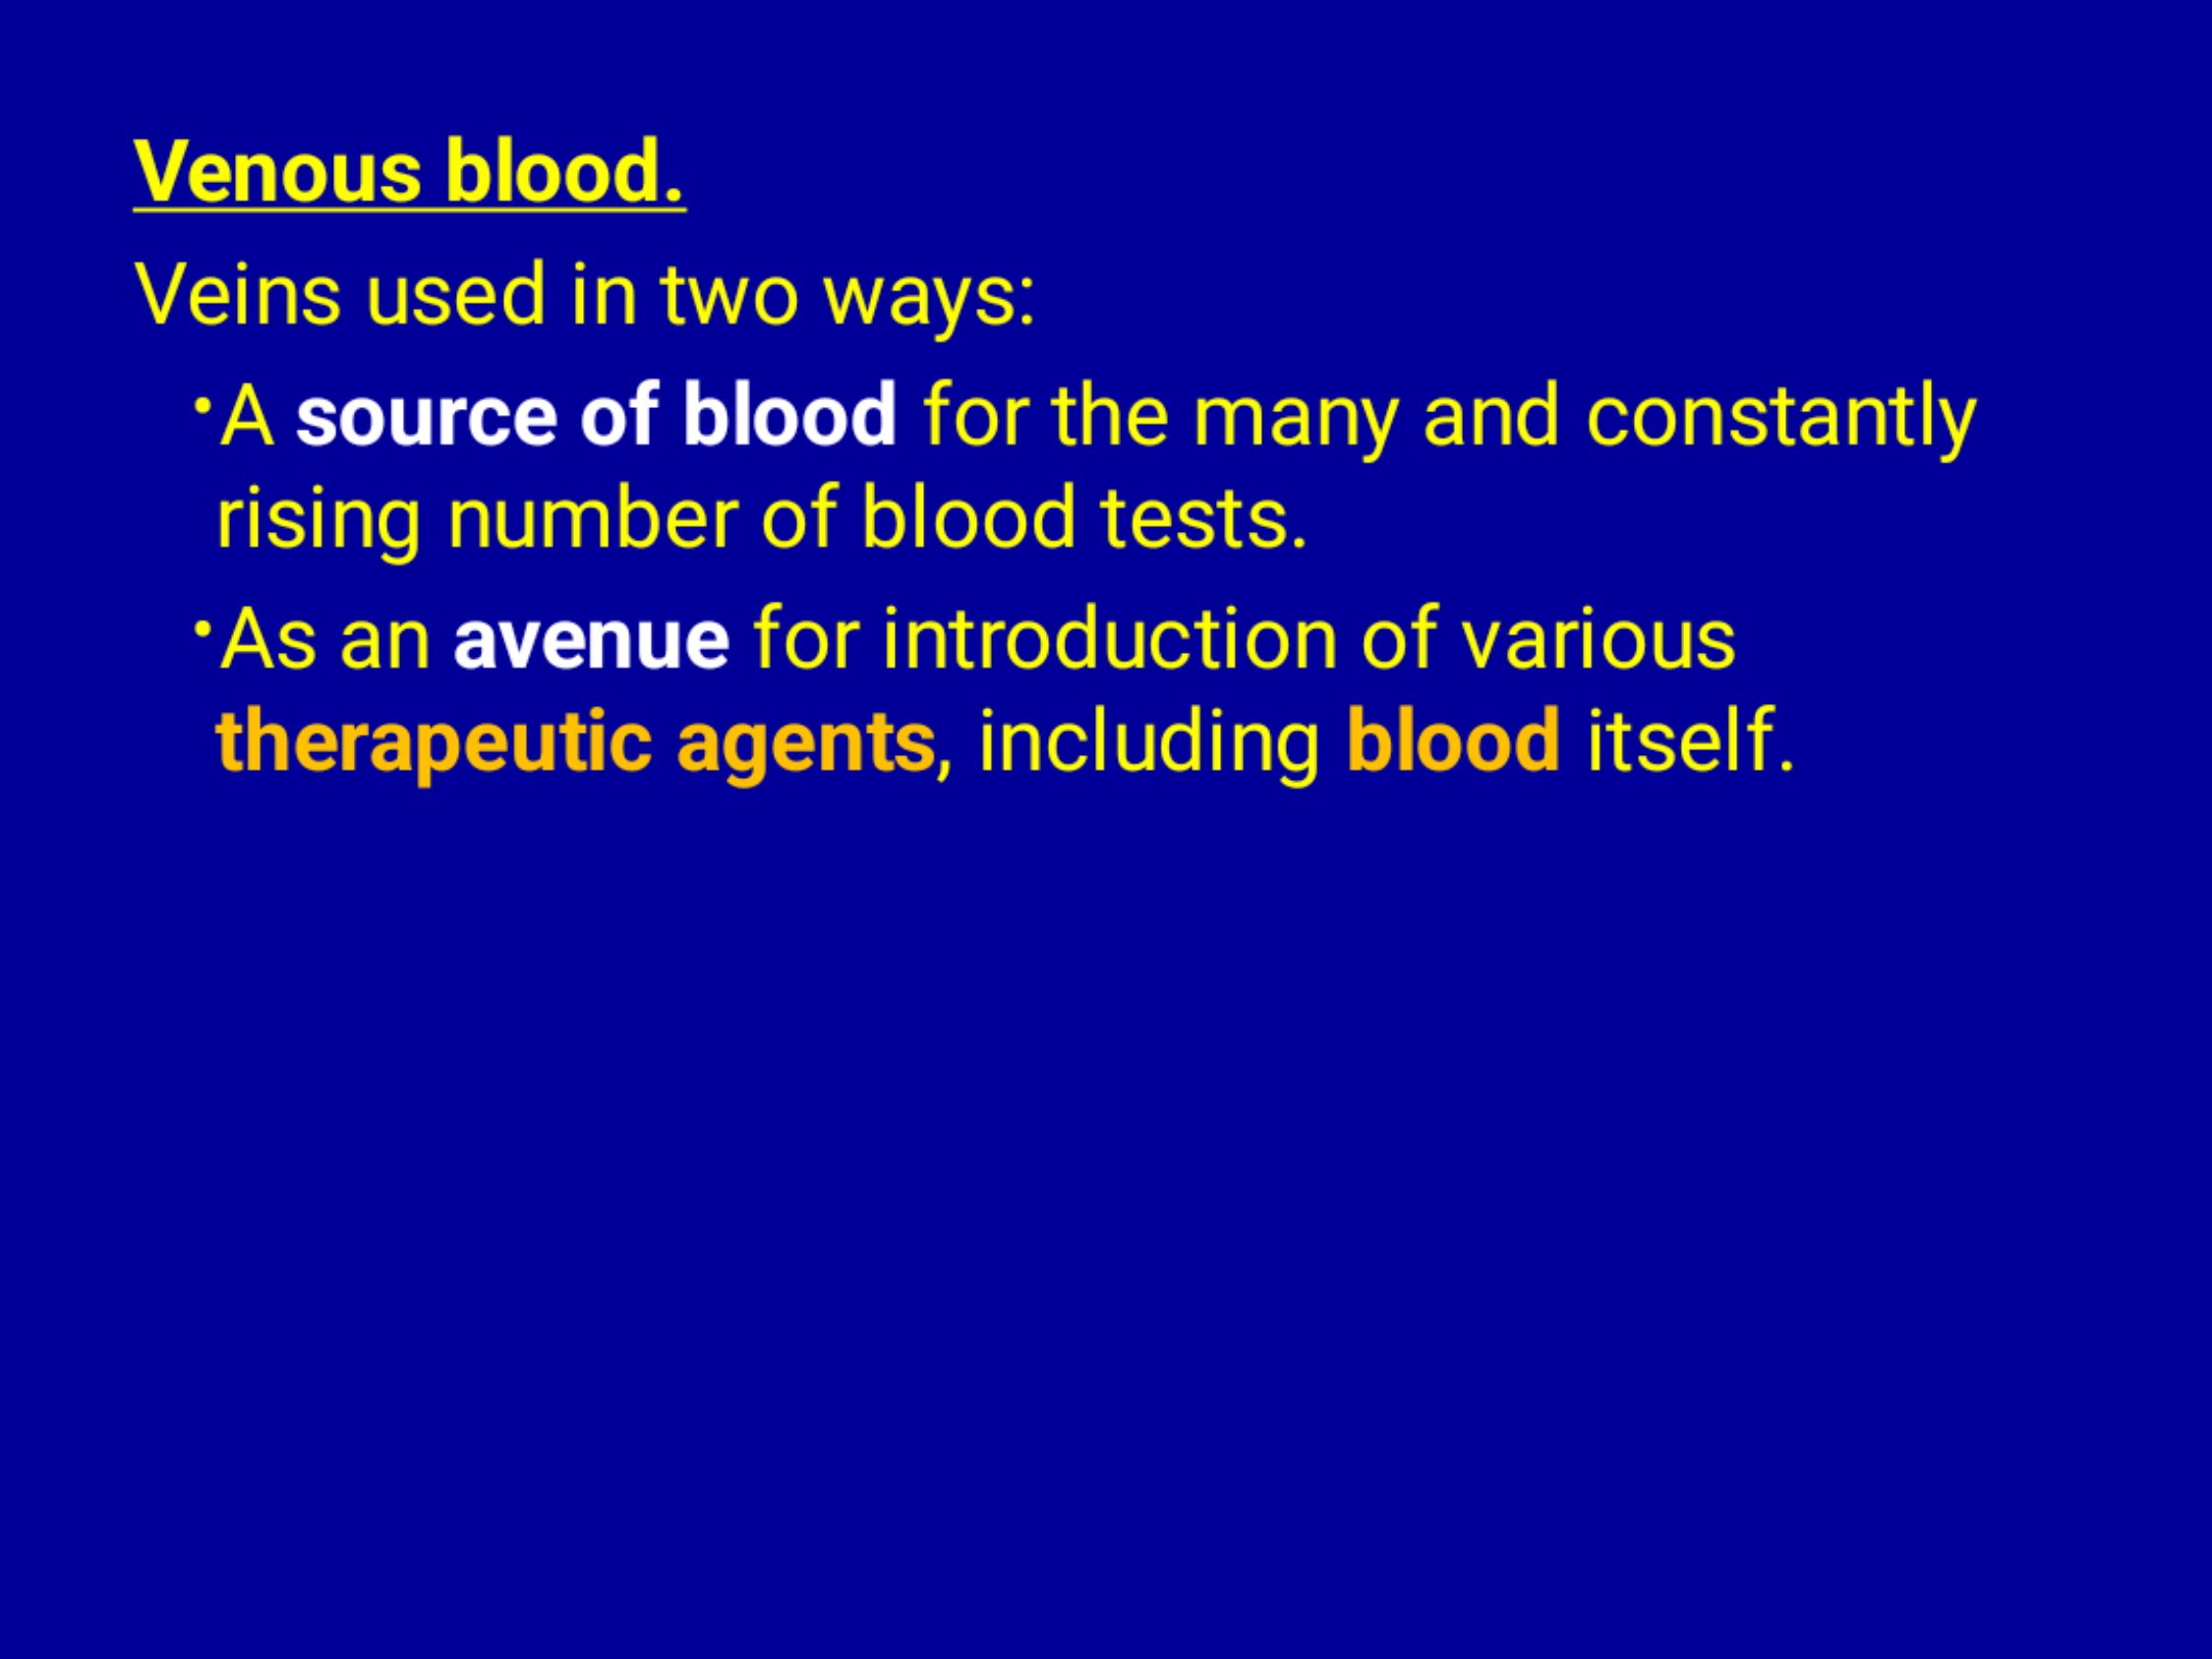 Venous blood.
Veins used in two ways:
•A source of blood for the many and constantly
rising number of blood tests.
•As an avenue for introduction of various
therapeutic agents, including blood itself.